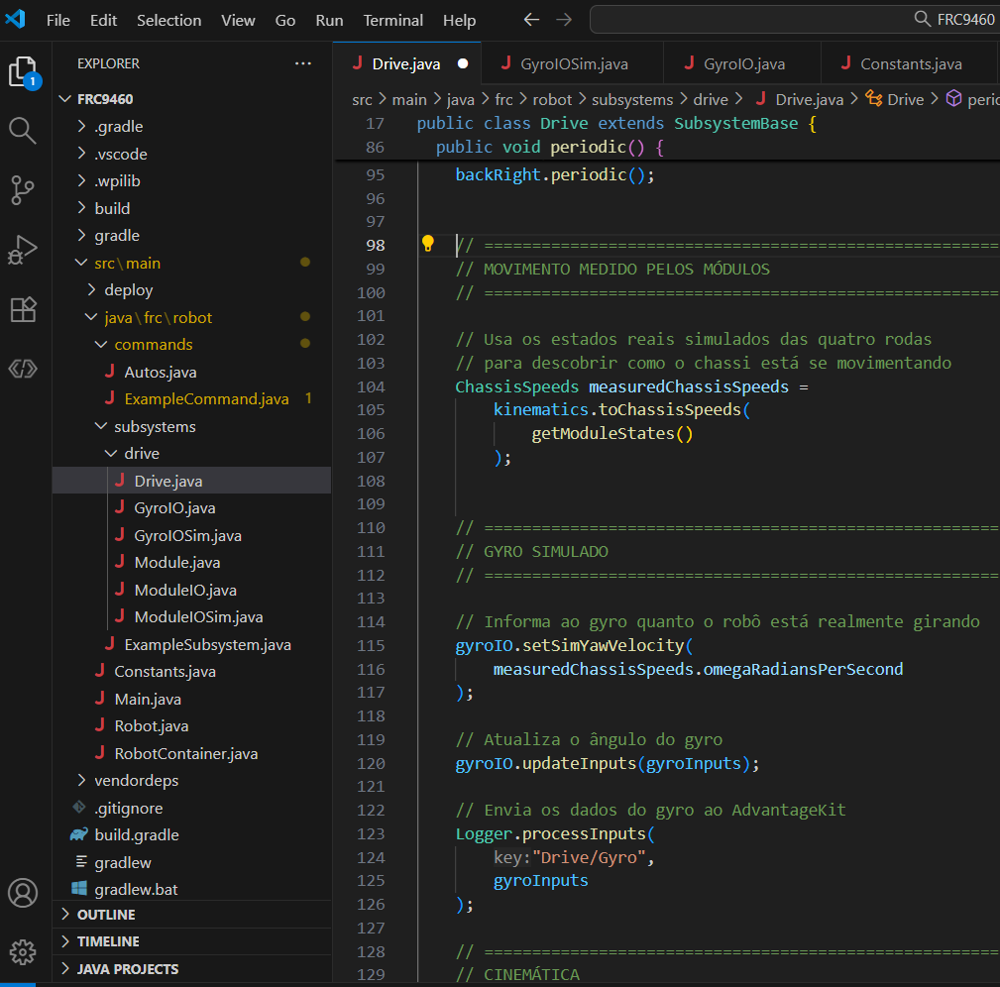 File Edit Selection View Go Run Terminal Help
FRC9460
1
EXPLORER
FRC9460
.gradle
.vscode
.wpilib
build
gradle
src\main
deploy
java\frc\robot
commands
Autos.java
ExampleCommand.java 1
subsystems
drive
Drive.java
GyroIO.java
GyroIOSim.java
Module.java
ModuleIO.java
ModuleIOSim.java
ExampleSubsystem.java
Constants.java
Main.java
Robot.java
RobotContainer.java
vendordeps
.gitignore
build.gradle
gradlew
gradlew.bat
OUTLINE
TIMELINE
JAVA PROJECTS
Drive.java GyroIOSim.java GyroIO.java Constants.java
src > main > java > frc > robot > subsystems > drive > Drive.java > Drive > peric
17 public class Drive extends SubsystemBase {
86 public void periodic() {
95 backRight.periodic();
96
97
98 // ======================================================
99 // MOVIMENTO MEDIDO PELOS MÓDULOS
100 // ======================================================
101
102 // Usa os estados reais simulados das quatro rodas
103 // para descobrir como o chassi está se movimentando
104 ChassisSpeeds measuredChassisSpeeds =
105 kinematics.toChassisSpeeds(
106 getModuleStates()
107 );
108
109
110 // ======================================================
111 // GYRO SIMULADO
112 // ======================================================
113
114 // Informa ao gyro quanto o robô está realmente girando
115 gyroIO.setSimYawVelocity(
116 measuredChassisSpeeds.omegaRadiansPerSecond
117 );
118
119 // Atualiza o ângulo do gyro
120 gyroIO.updateInputs(gyroInputs);
121
122 // Envia os dados do gyro ao AdvantageKit
123 Logger.processInputs(
124 key:"Drive/Gyro",
125 gyroInputs
126 );
127
128 // ======================================================
129 // CINEMÁTICA